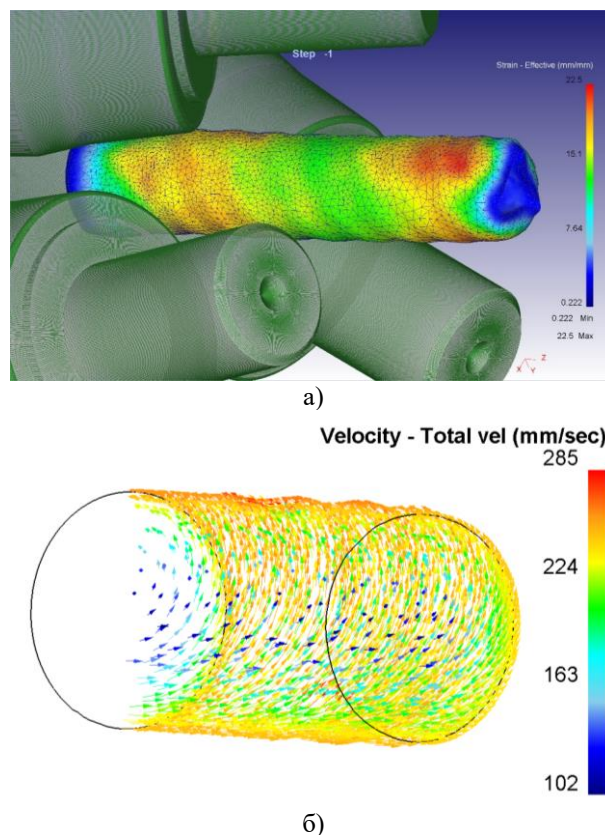 Step -1
Strain - Effective (mm/mm)
22.5
15.1
7.64
0.222
0.222 Min
22.5 Max
X Y Z
а)
Velocity - Total vel (mm/sec)
285
224
163
102
б)